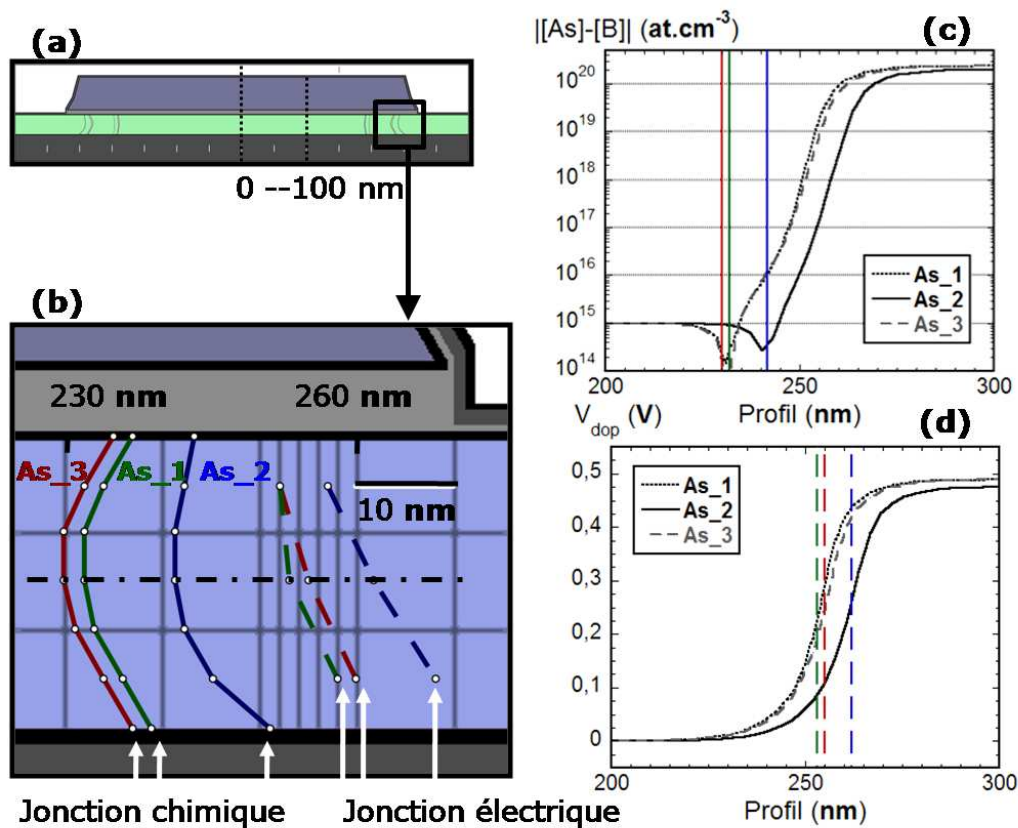 (a)
0 --100 nm
(b)
230 nm
260 nm
As_3
As_1
As_2
10 nm
Jonction chimique
Jonction électrique
|[As]-[B]| (at.cm⁻³)
(c)
10²⁰
10¹⁹
10¹⁸
10¹⁷
10¹⁶
10¹⁵
10¹⁴
As_1
As_2
As_3
200
250
300
Profil (nm)
V_dop (V)
(d)
0,5
0,4
0,3
0,2
0,1
0
As_1
As_2
As_3
200
250
300
Profil (nm)